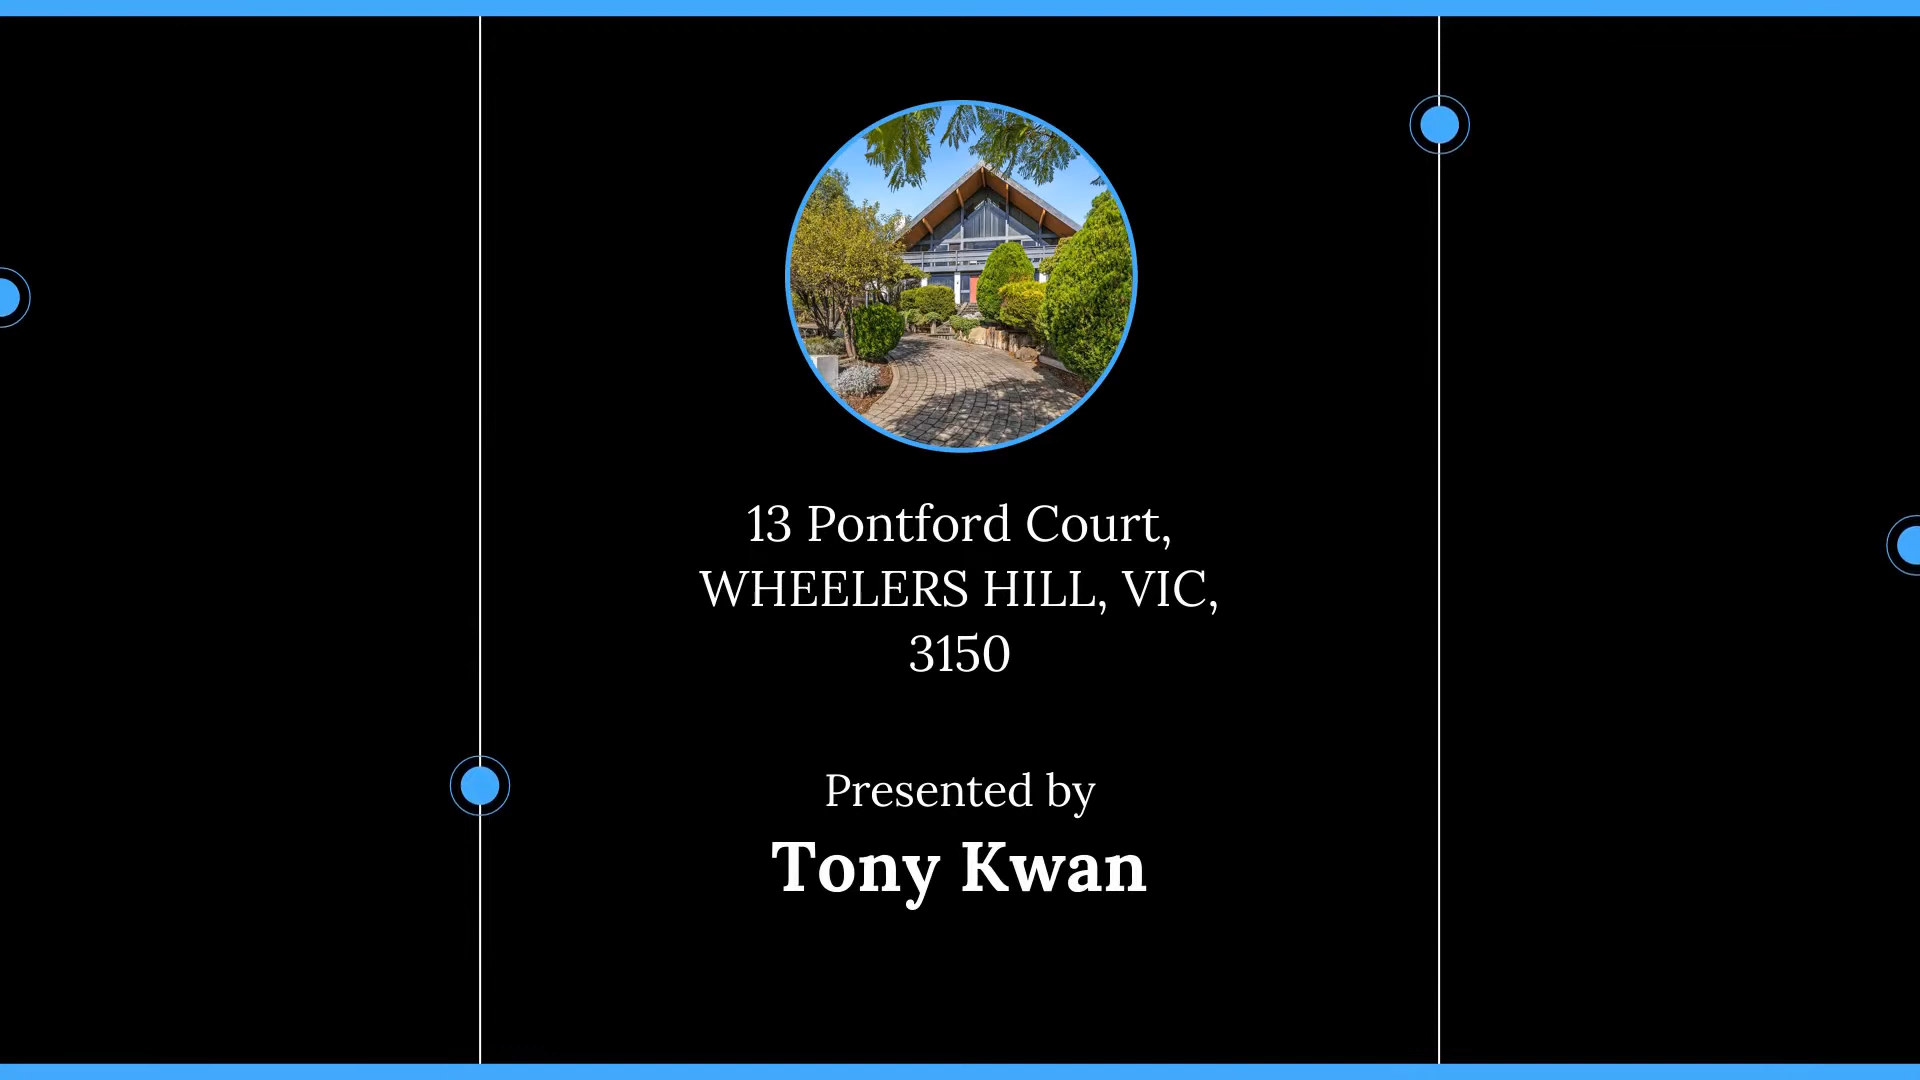 13 Pontford Court,
WHEELERS HILL, VIC,
3150
Presented by
Tony Kwan